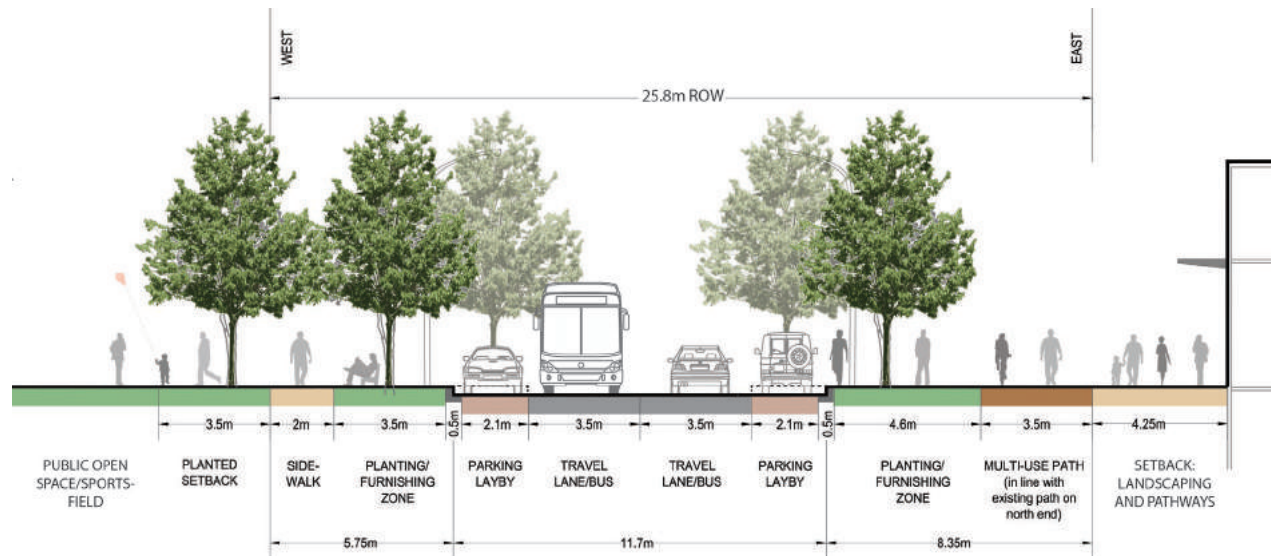 WEST
EAST
25.8m ROW
3.5m
2m
3.5m
0.5m
2.1m
3.5m
3.5m
2.1m
0.5m
4.6m
3.5m
4.25m
PUBLIC OPEN
SPACE/SPORTS-
FIELD
PLANTED
SETBACK
SIDE-
WALK
PLANTING/
FURNISHING
ZONE
PARKING
LAYBY
TRAVEL
LANE/BUS
TRAVEL
LANE/BUS
PARKING
LAYBY
PLANTING/
FURNISHING
ZONE
MULTI-USE PATH
(in line with
existing path on
north end)
SETBACK:
LANDSCAPING
AND PATHWAYS
5.75m
11.7m
8.35m